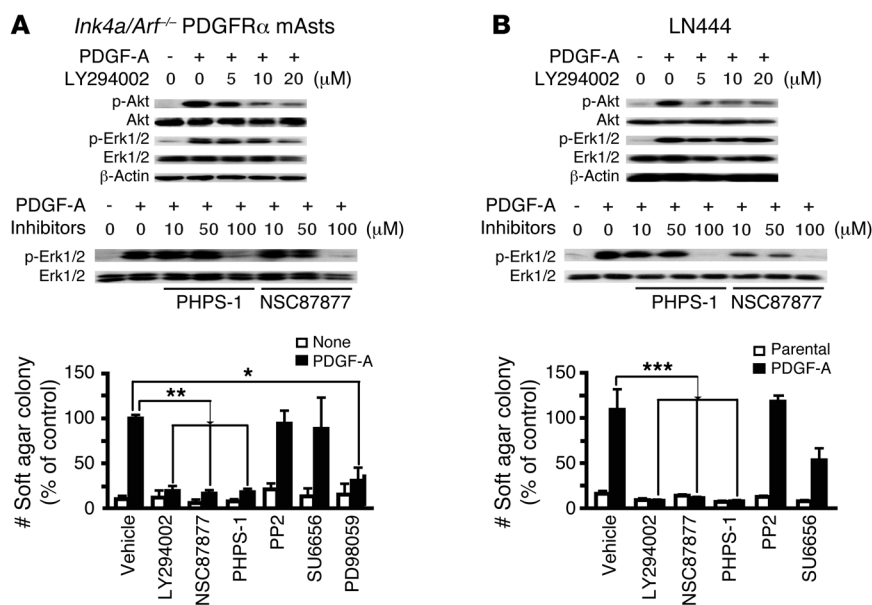 A Ink4a/Arf–/– PDGFRα mAsts
PDGF-A - + + + +
LY294002 0 0 5 10 20 (μM)
p-Akt
Akt
p-Erk1/2
Erk1/2
β-Actin
PDGF-A - + + + + + + +
Inhibitors 0 0 10 50 100 10 50 100 (μM)
p-Erk1/2
Erk1/2
PHPS-1 NSC87877
# Soft agar colony
(% of control)
None
PDGF-A
150
100
50
0
*
**
Vehicle
LY294002
NSC87877
PHPS-1
PP2
SU6656
PD98059
B LN444
PDGF-A - + + + +
LY294002 0 0 5 10 20 (μM)
p-Akt
Akt
p-Erk1/2
Erk1/2
β-Actin
PDGF-A - + + + + + + +
Inhibitors 0 0 10 50 100 10 50 100 (μM)
p-Erk1/2
Erk1/2
PHPS-1 NSC87877
# Soft agar colony
(% of control)
Parental
PDGF-A
150
100
50
0
***
Vehicle
LY294002
NSC87877
PHPS-1
PP2
SU6656